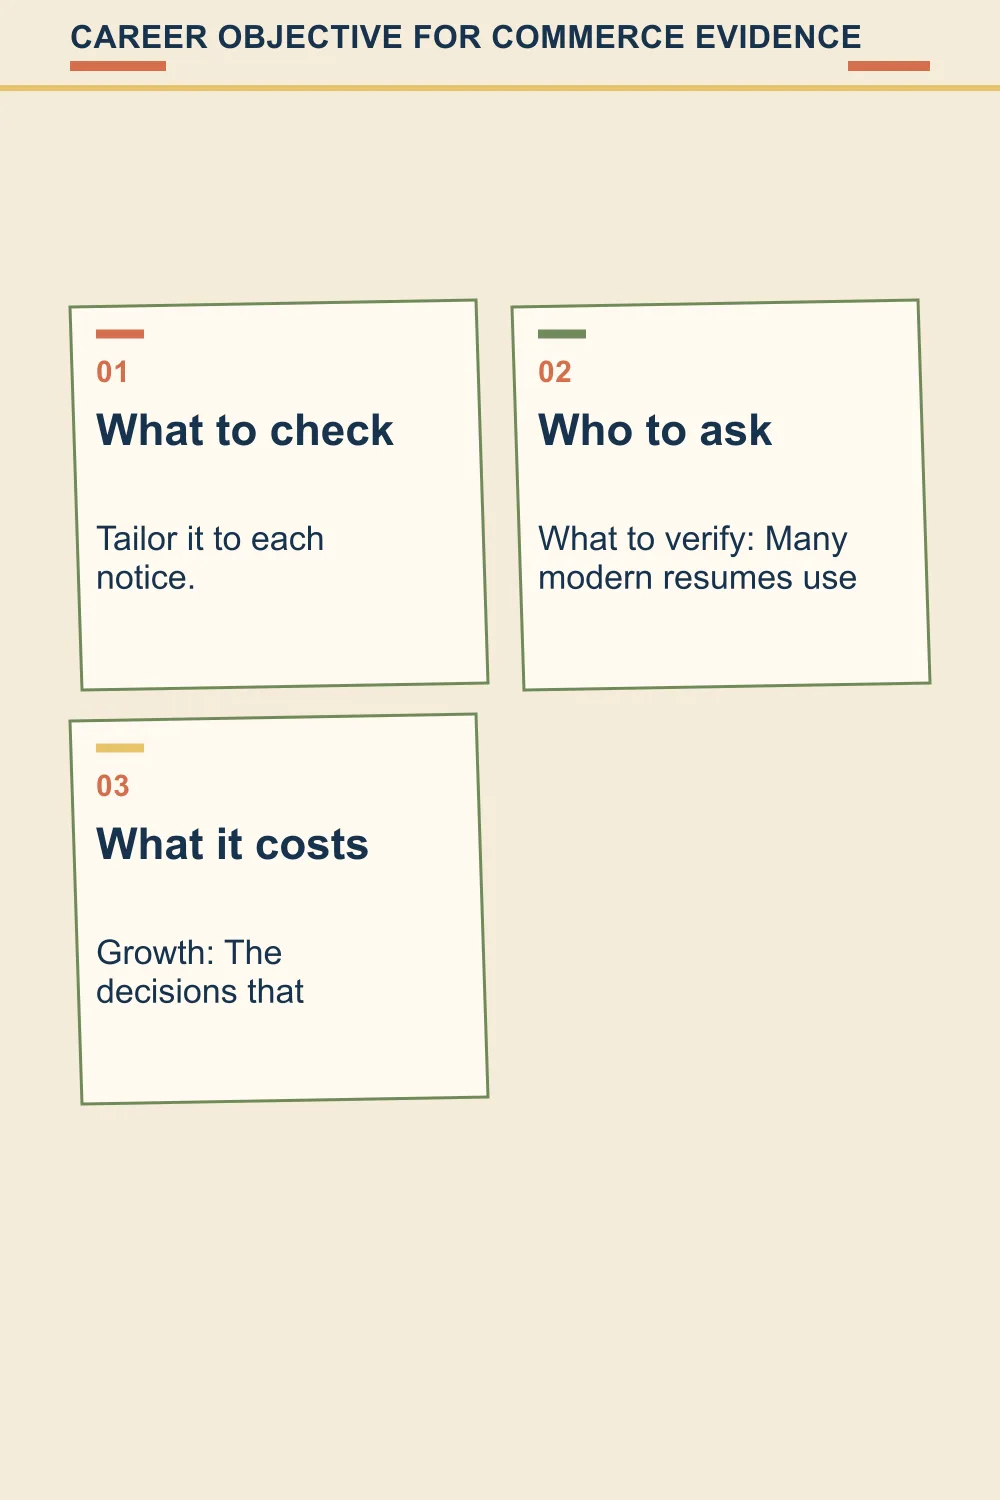 CAREER OBJECTIVE FOR COMMERCE EVIDENCE
01
What to check
Tailor it to each
notice.
02
Who to ask
What to verify: Many
modern resumes use
03
What it costs
Growth: The
decisions that